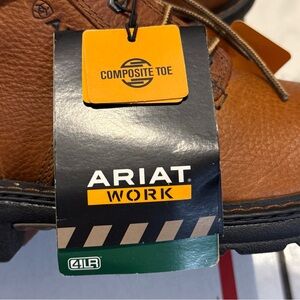 COMPOSITE TOE
ARIAT
WORK
4LR